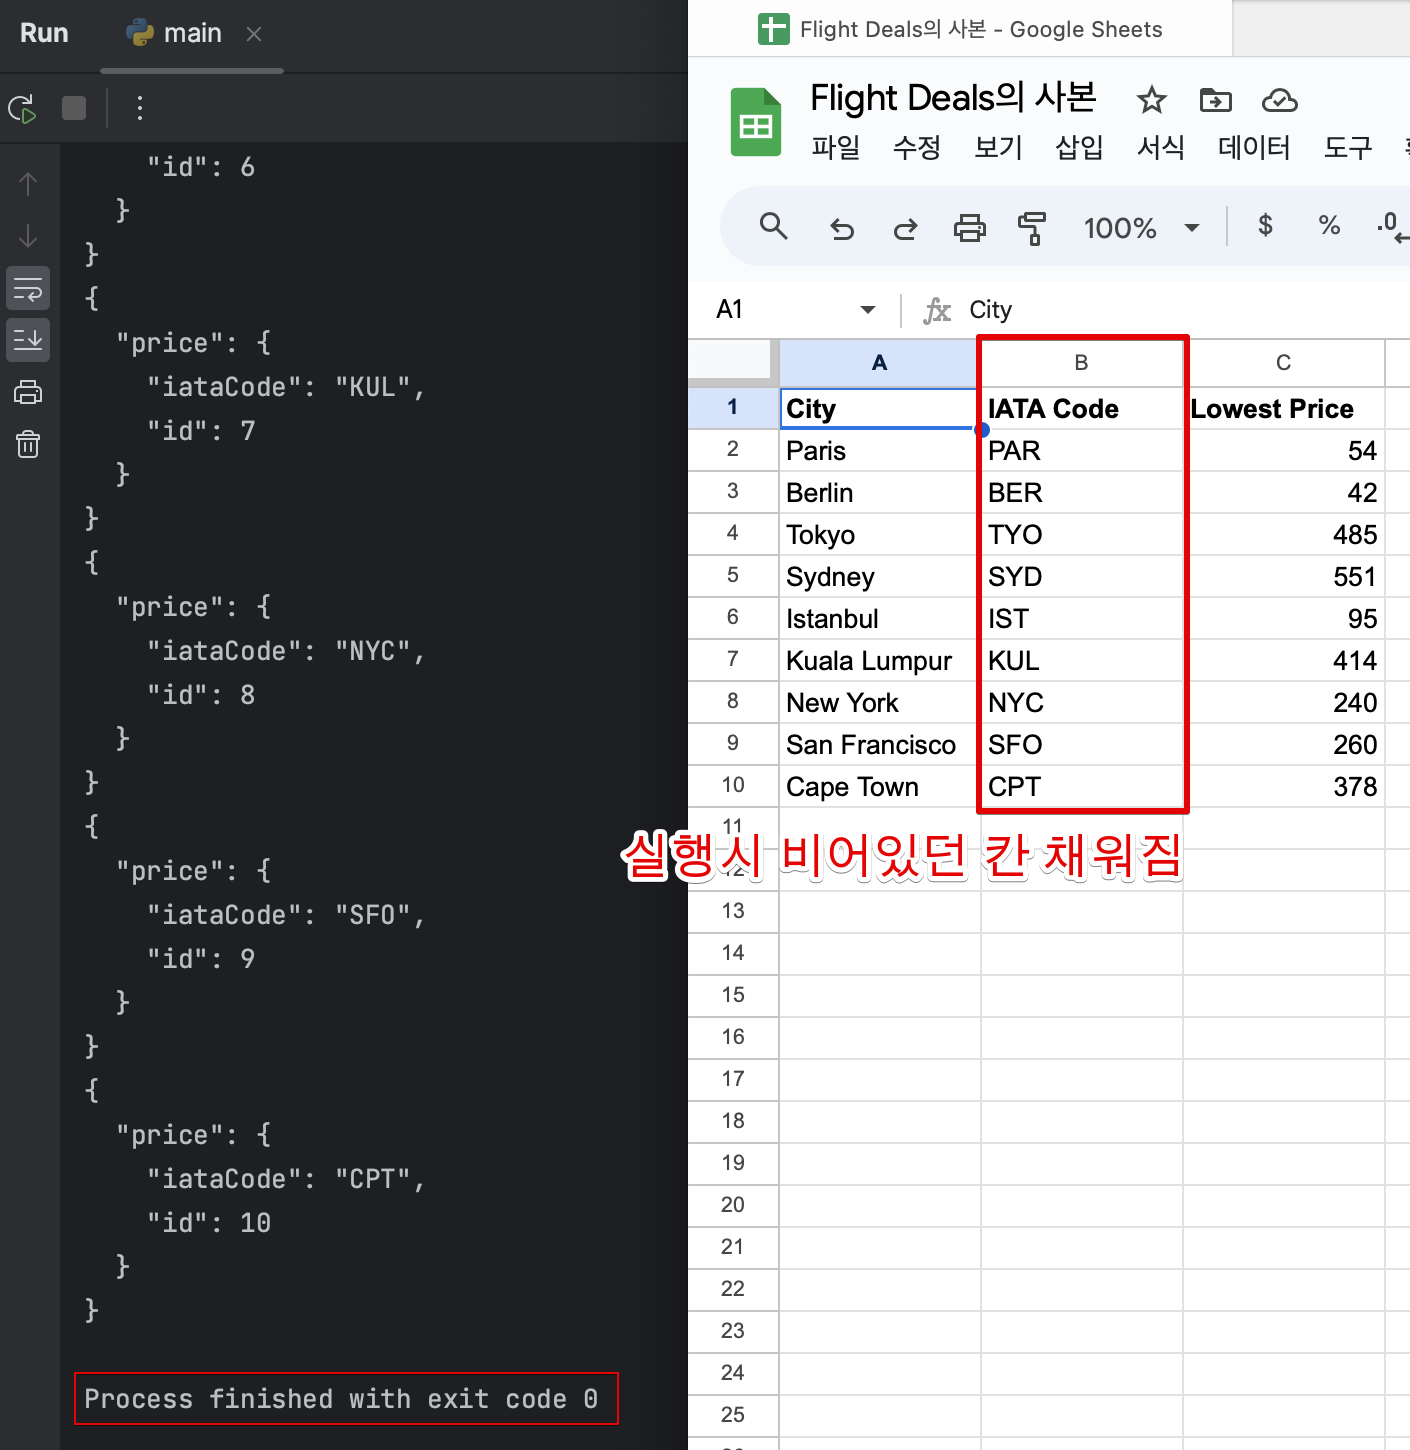 Run
main
"id": 6
}
}
{
"price": {
"iataCode": "KUL",
"id": 7
}
}
{
"price": {
"iataCode": "NYC",
"id": 8
}
}
{
"price": {
"iataCode": "SFO",
"id": 9
}
}
{
"price": {
"iataCode": "CPT",
"id": 10
}
}
Process finished with exit code 0
Flight Deals의 사본 - Google Sheets
Flight Deals의 사본
파일 수정 보기 삽입 서식 데이터 도구
100% $ % .0
A1 fx City
A B C
1 City IATA Code Lowest Price
2 Paris PAR 54
3 Berlin BER 42
4 Tokyo TYO 485
5 Sydney SYD 551
6 Istanbul IST 95
7 Kuala Lumpur KUL 414
8 New York NYC 240
9 San Francisco SFO 260
10 Cape Town CPT 378
11
실행시 비어있던 칸 채워짐
12
13
14
15
16
17
18
19
20
21
22
23
24
25